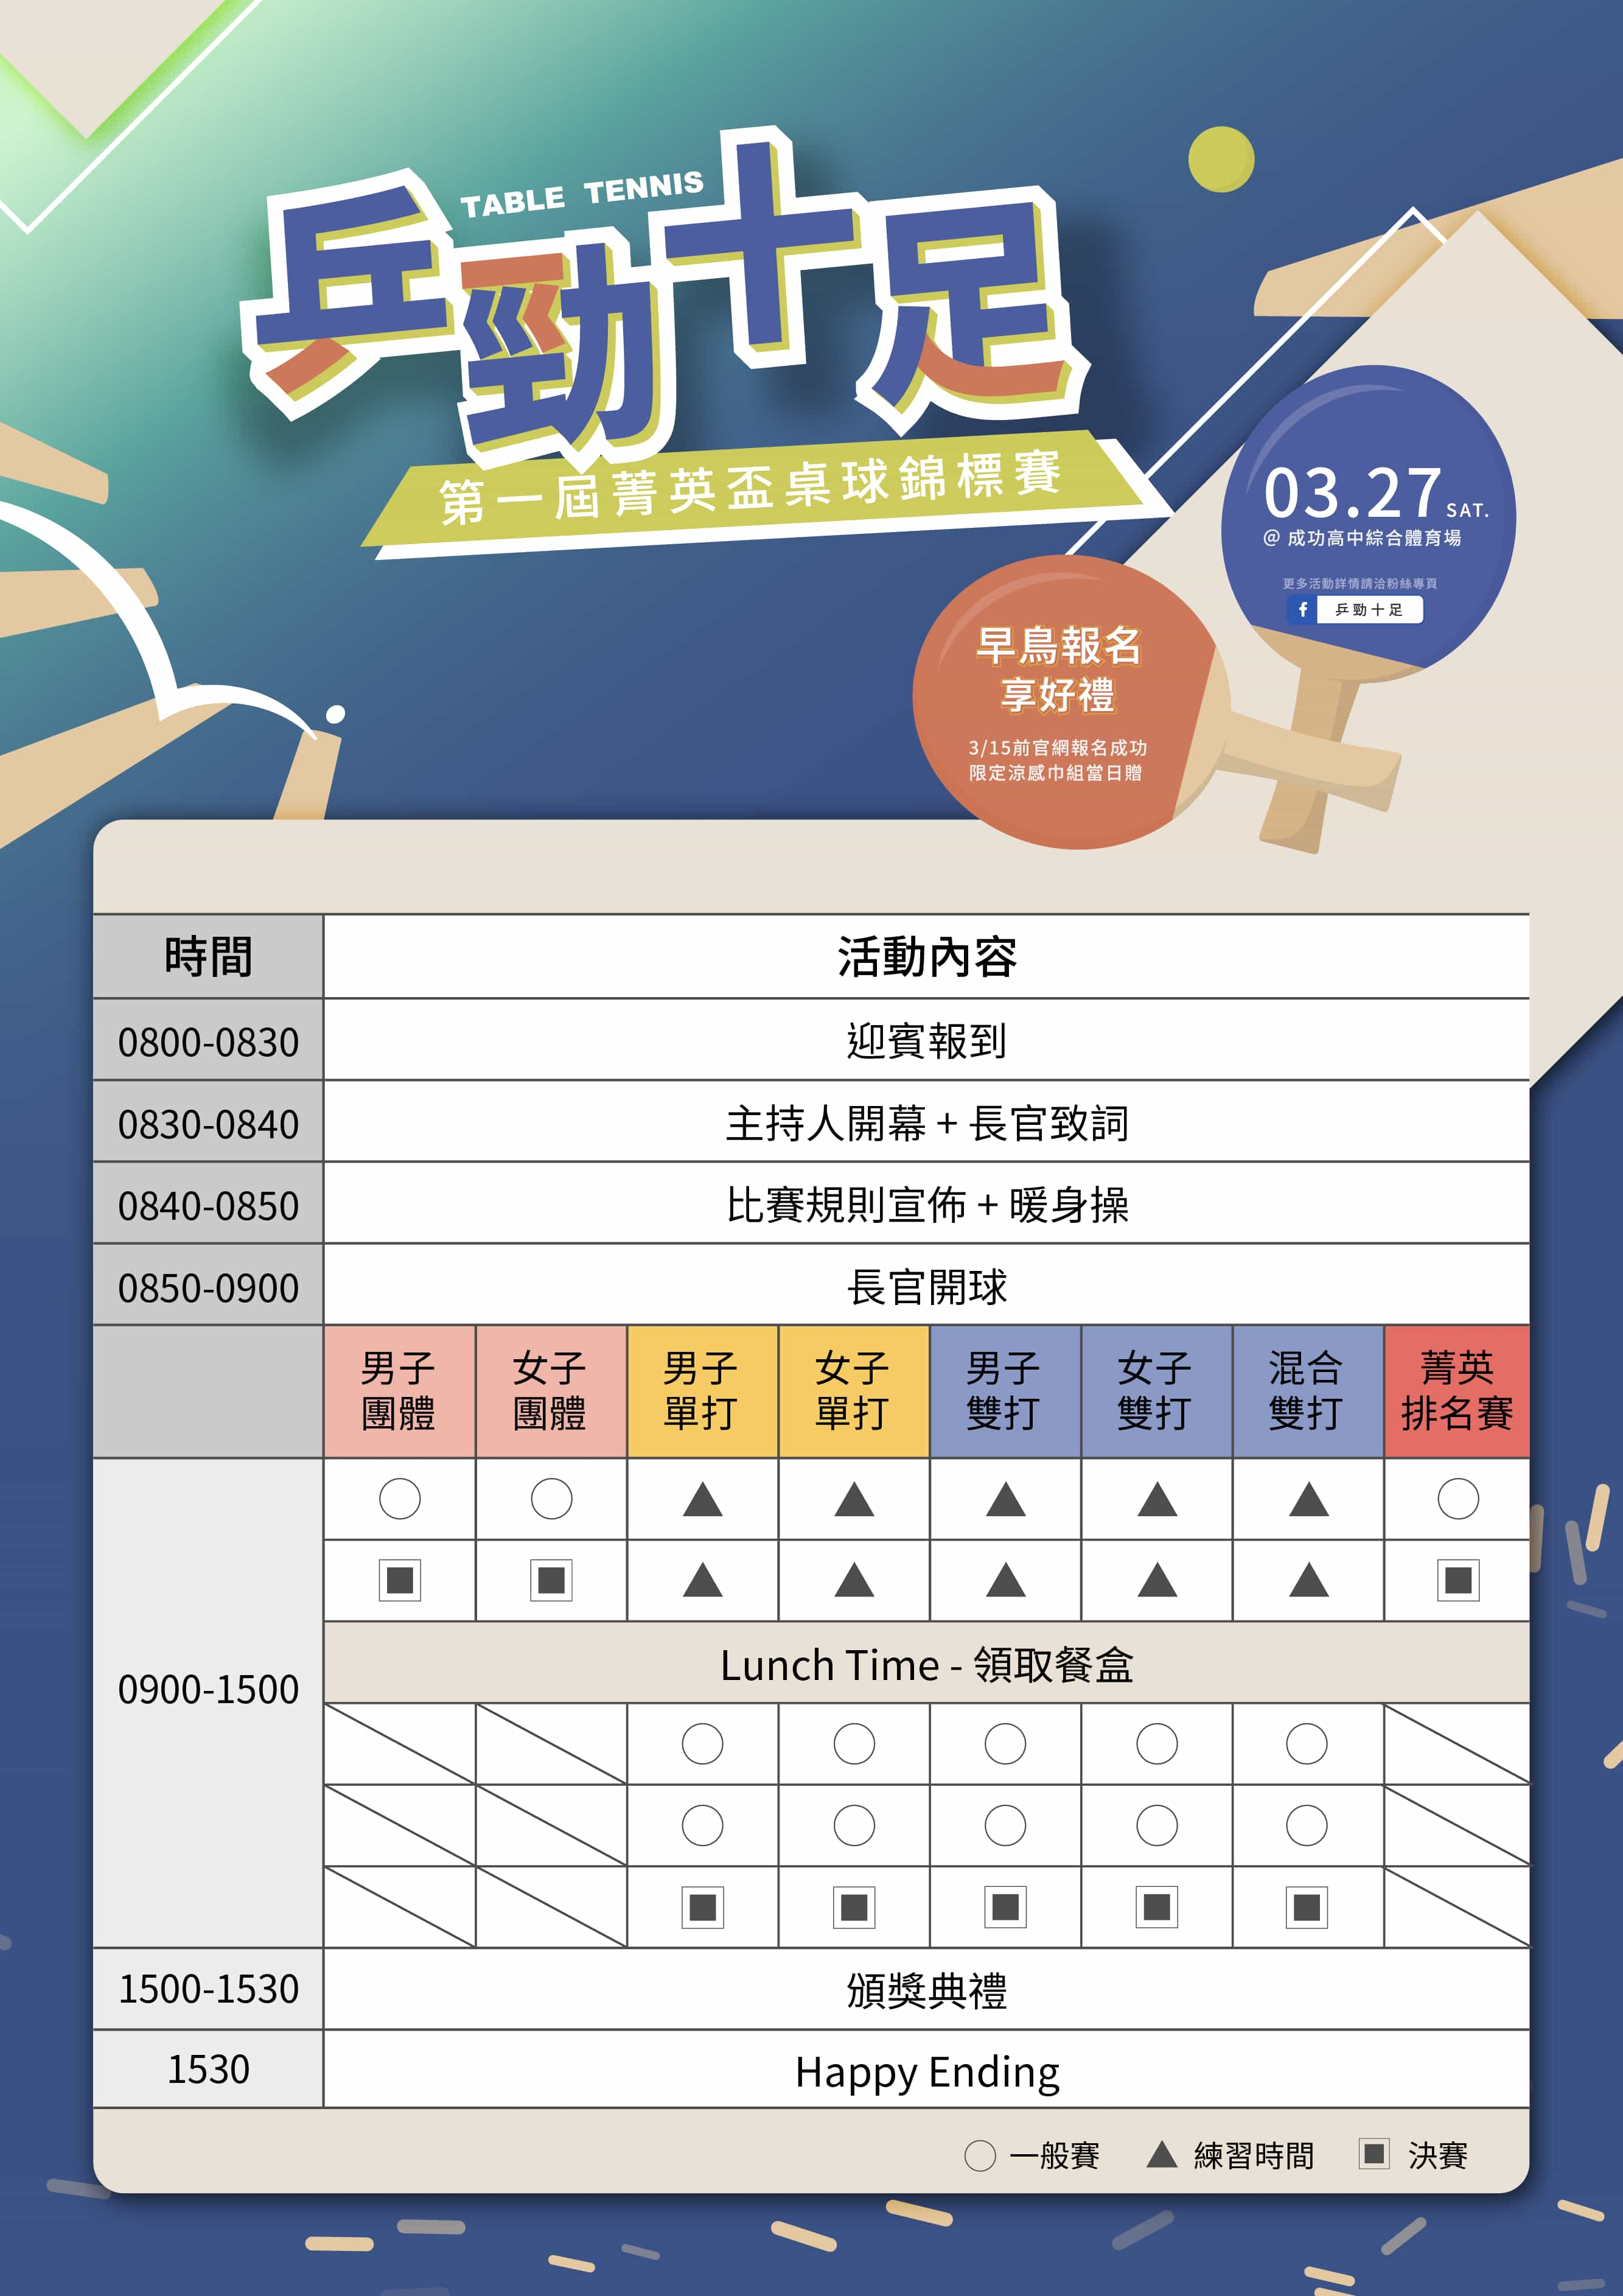 TABLE TENNIS
乒勁十足
第一屆菁英盃桌球錦標賽
03.27 SAT.
@ 成功高中綜合體育場
更多活動詳情請洽粉絲專頁
f 乒勁十足
早鳥報名
享好禮
3/15前官網報名成功
限定涼感巾組當日贈
時間 活動內容
0800-0830 迎賓報到
0830-0840 主持人開幕 + 長官致詞
0840-0850 比賽規則宣佈 + 暖身操
0850-0900 長官開球
男子 女子 男子 女子 男子 女子 混合 菁英
團體 團體 單打 單打 雙打 雙打 雙打 排名賽
0900-1500
Lunch Time - 領取餐盒
1500-1530 頒獎典禮
1530 Happy Ending
一般賽 練習時間 決賽